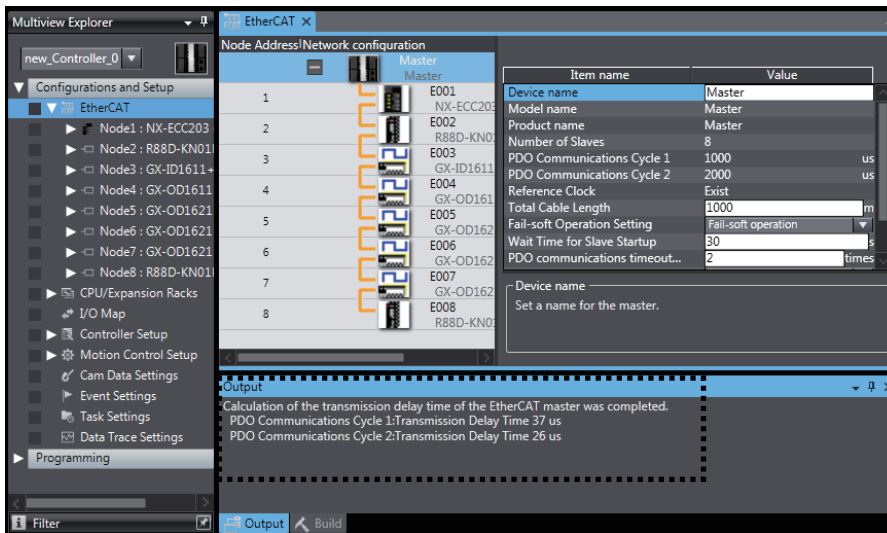 Multiview Explorer
new_Controller_0
Configurations and Setup
EtherCAT
Node1 : NX-ECC203
Node2 : R88D-KN01
Node3 : GX-ID1611+
Node4 : GX-OD1611
Node5 : GX-OD1621
Node6 : GX-OD1621
Node7 : GX-OD1621
Node8 : R88D-KN01
CPU/Expansion Racks
I/O Map
Controller Setup
Motion Control Setup
Cam Data Settings
Event Settings
Task Settings
Data Trace Settings
Programming
Filter
EtherCAT
Node Address Network configuration
Master
Master
1 E001
NX-ECC203
2 E002
R88D-KN0
3 E003
GX-ID1611
4 E004
GX-OD161
5 E005
GX-OD162
6 E006
GX-OD162
7 E007
GX-OD162
8 E008
R88D-KN0
Item name Value
Device name Master
Model name Master
Product name Master
Number of Slaves 8
PDO Communications Cycle 1 1000 us
PDO Communications Cycle 2 2000 us
Reference Clock Exist
Total Cable Length 1000 m
Fail-soft Operation Setting Fail-soft operation
Wait Time for Slave Startup 30 s
PDO communications timeout... 2 times
Device name
Set a name for the master.
Output
Calculation of the transmission delay time of the EtherCAT master was completed.
PDO Communications Cycle 1:Transmission Delay Time 37 us
PDO Communications Cycle 2:Transmission Delay Time 26 us
Output Build